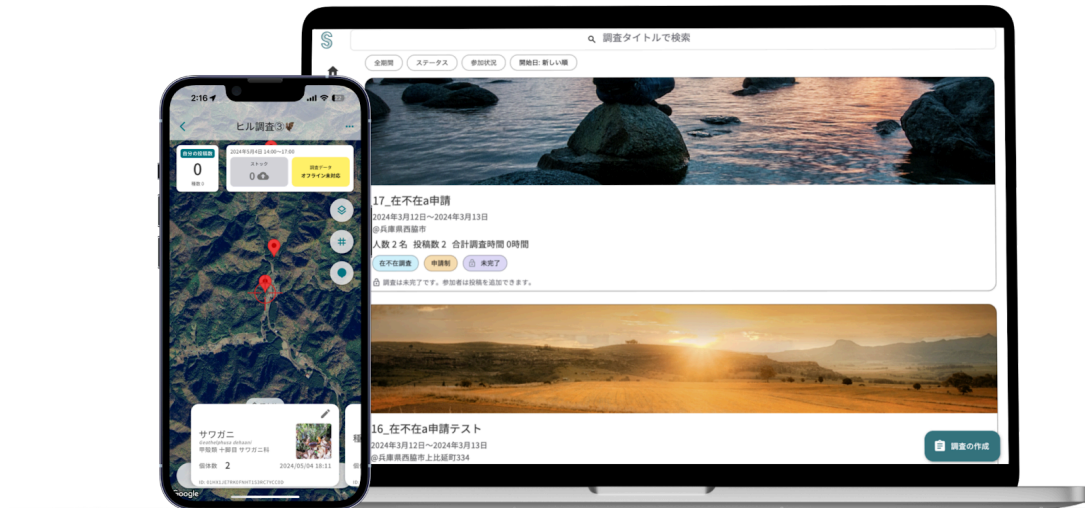 S
調査タイトルで検索
全期間
ステータス
参加状況
開始日: 新しい順
17_在不在a申請
2024年3月12日〜2024年3月13日
@兵庫県西脇市
人数 2 名 投稿数 2 合計調査時間 0時間
在不在調査
申請制
未完了
調査は未完了です。参加者は投稿を追加できます。
16_在不在a申請テスト
2024年3月12日〜2024年3月13日
@兵庫県西脇市上比延町334
調査の作成
2:16
ヒル調査③
自分の投稿数
0
種数 0
2024年5月4日 14:00〜17:00
ストック
0
調査データ
オフライン未対応
サワガニ
Geothelphusa dehaani
甲殻類 十脚目 サワガニ科
個体数 2
2024/05/04 18:11
種
Google